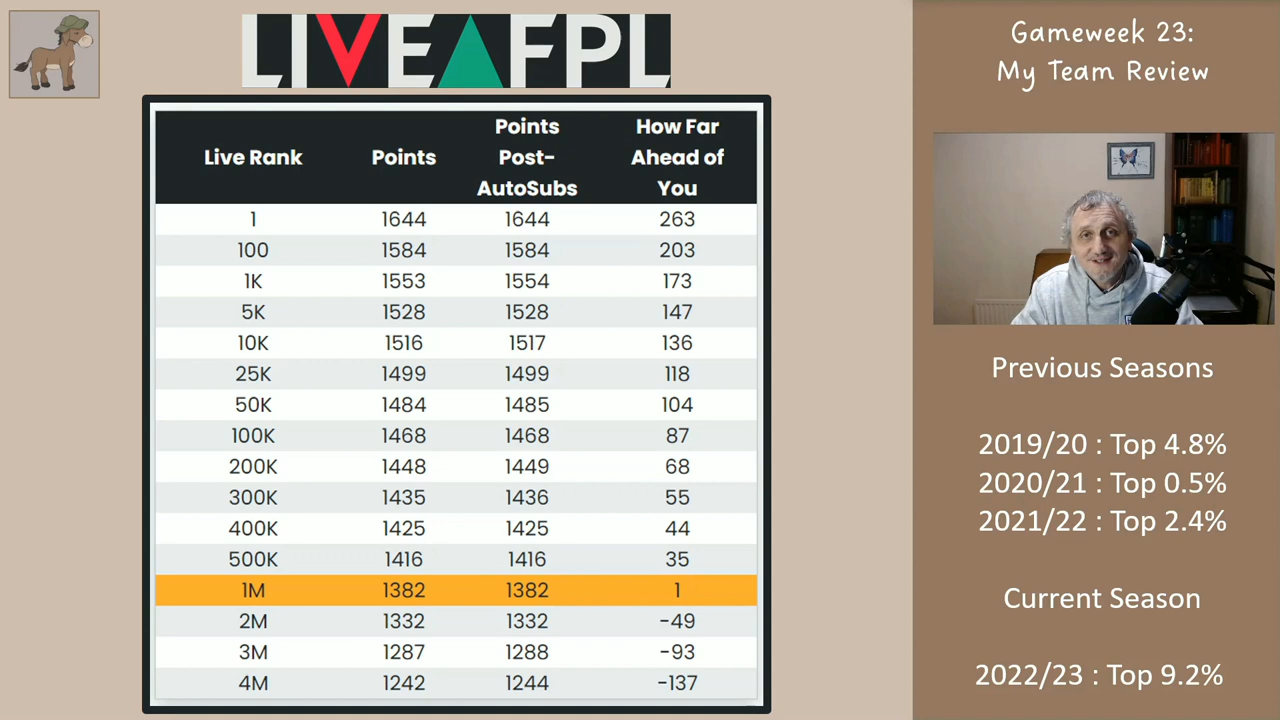 LIVEFPL
Gameweek 23:
My Team Review
Live Rank Points Points Post-AutoSubs How Far Ahead of You
1 1644 1644 263
100 1584 1584 203
1K 1553 1554 173
5K 1528 1528 147
10K 1516 1517 136
25K 1499 1499 118
50K 1484 1485 104
100K 1468 1468 87
200K 1448 1449 68
300K 1435 1436 55
400K 1425 1425 44
500K 1416 1416 35
1M 1382 1382 1
2M 1332 1332 -49
3M 1287 1288 -93
4M 1242 1244 -137
Previous Seasons
2019/20 : Top 4.8%
2020/21 : Top 0.5%
2021/22 : Top 2.4%
Current Season
2022/23 : Top 9.2%